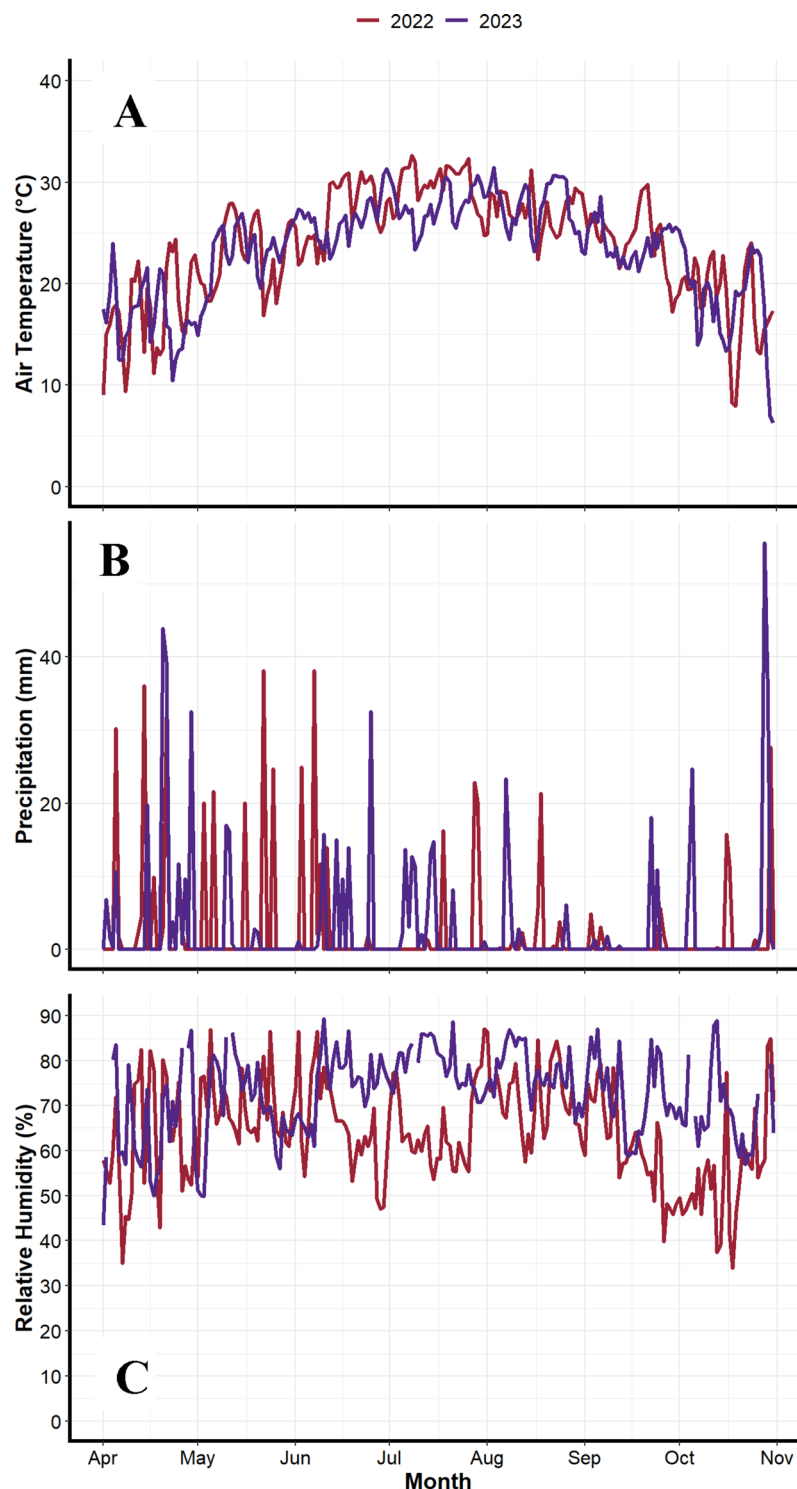 2022 2023
A
40
30
20
10
0
Air Temperature (°C)
B
40
20
0
Precipitation (mm)
C
90
80
70
60
50
40
30
20
10
0
Relative Humidity (%)
Apr May Jun Jul Aug Sep Oct Nov
Month